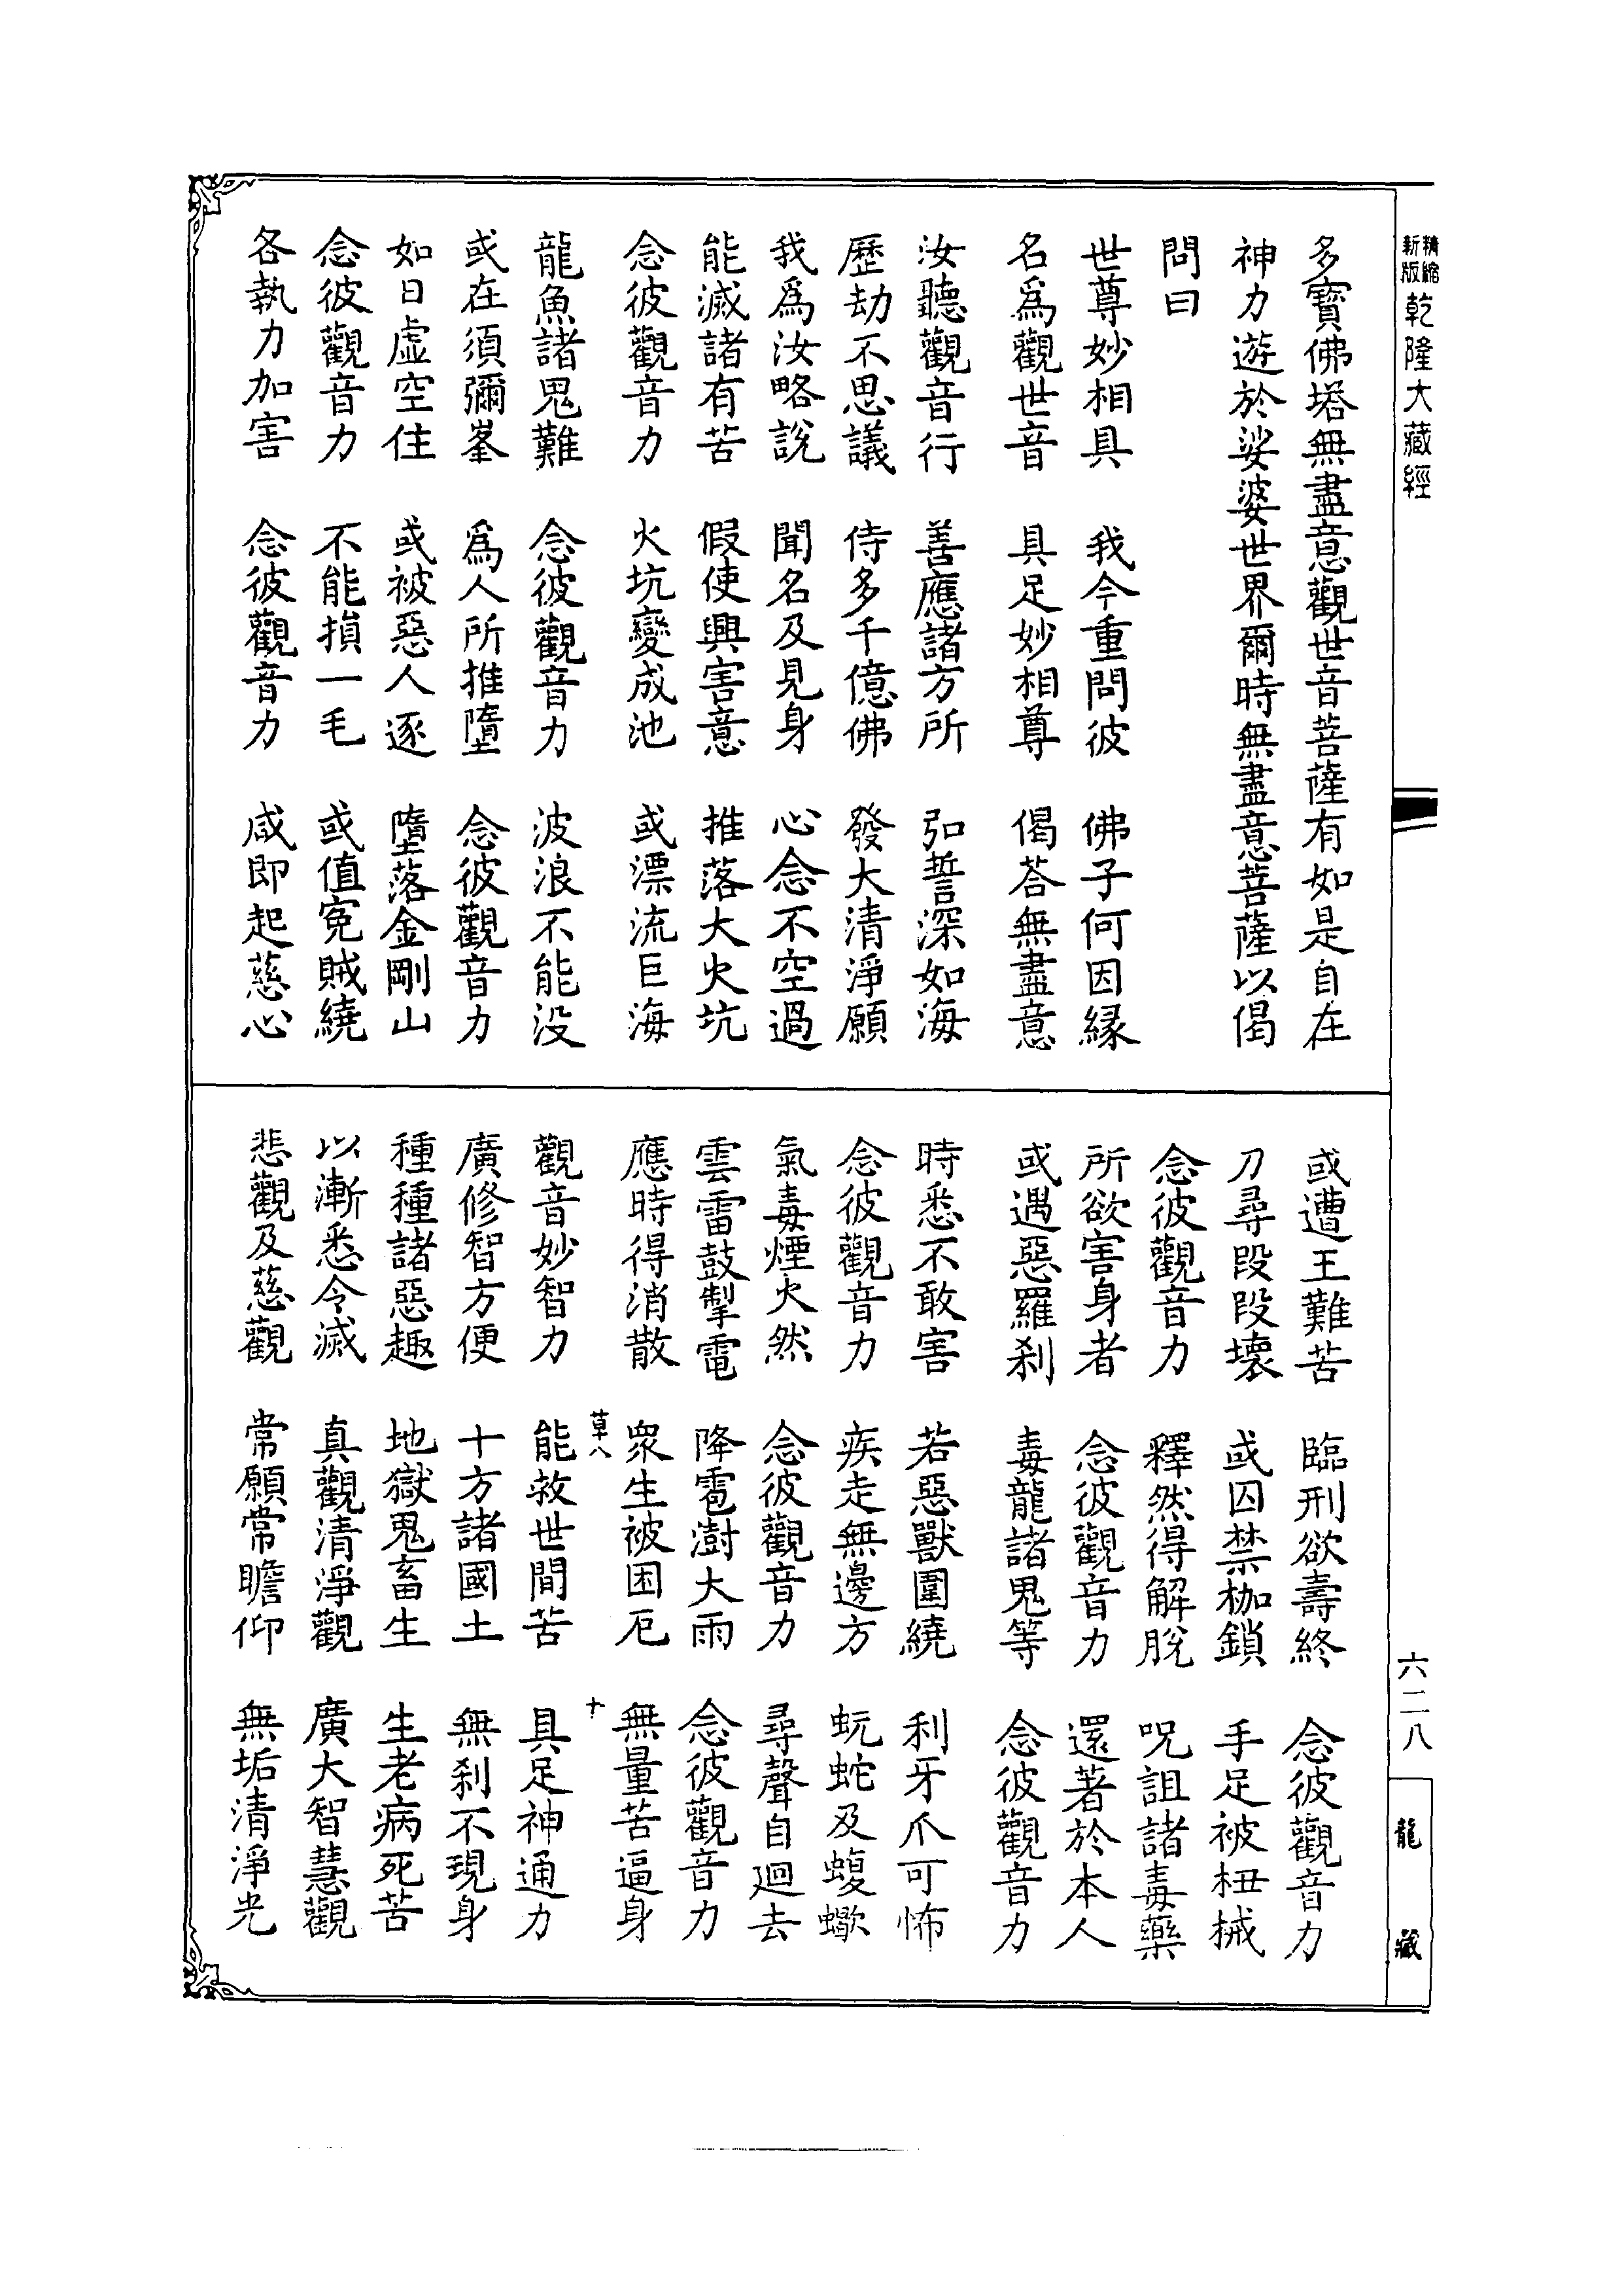 精縮新版 乾隆大藏經
多寶佛塔無盡意觀世音菩薩有如是自在
神力遊於娑婆世界爾時無盡意菩薩以偈
問曰
世尊妙相具　我今重問彼　佛子何因緣
名爲觀世音　具足妙相尊　偈荅無盡意
汝聽觀音行　善應諸方所　弘誓深如海
歷劫不思議　侍多千億佛　發大清淨願
我爲汝略說　聞名及見身　心念不空過
能滅諸有苦　假使興害意　推落大火坑
念彼觀音力　火坑變成池　或漂流巨海
龍魚諸鬼難　念彼觀音力　波浪不能没
或在須彌峯　爲人所推墮　念彼觀音力
如日虛空住　或被惡人逐　墮落金剛山
念彼觀音力　不能損一毛　或值冤賊繞
各執刀加害　念彼觀音力　咸即起慈心
或遭王難苦　臨刑欲壽終　念彼觀音力
刀尋段段壞　或囚禁枷鎖　手足被杻械
念彼觀音力　釋然得解脫　呪詛諸毒藥
所欲害身者　念彼觀音力　還著於本人
或遇惡羅刹　毒龍諸鬼等　念彼觀音力
時悉不敢害　若惡獸圍繞　利牙爪可怖
念彼觀音力　疾走無邊方　蚖蛇及蝮蠍
氣毒煙火然　念彼觀音力　尋聲自迴去
雲雷鼓掣電　降雹澍大雨　念彼觀音力
應時得消散　衆生被困厄　無量苦逼身
草八　十
觀音妙智力　能救世間苦　具足神通力
廣修智方便　十方諸國土　無刹不現身
種種諸惡趣　地獄鬼畜生　生老病死苦
以漸悉令滅　真觀清淨觀　廣大智慧觀
悲觀及慈觀　常願常瞻仰　無垢清淨光
六二八
龍藏